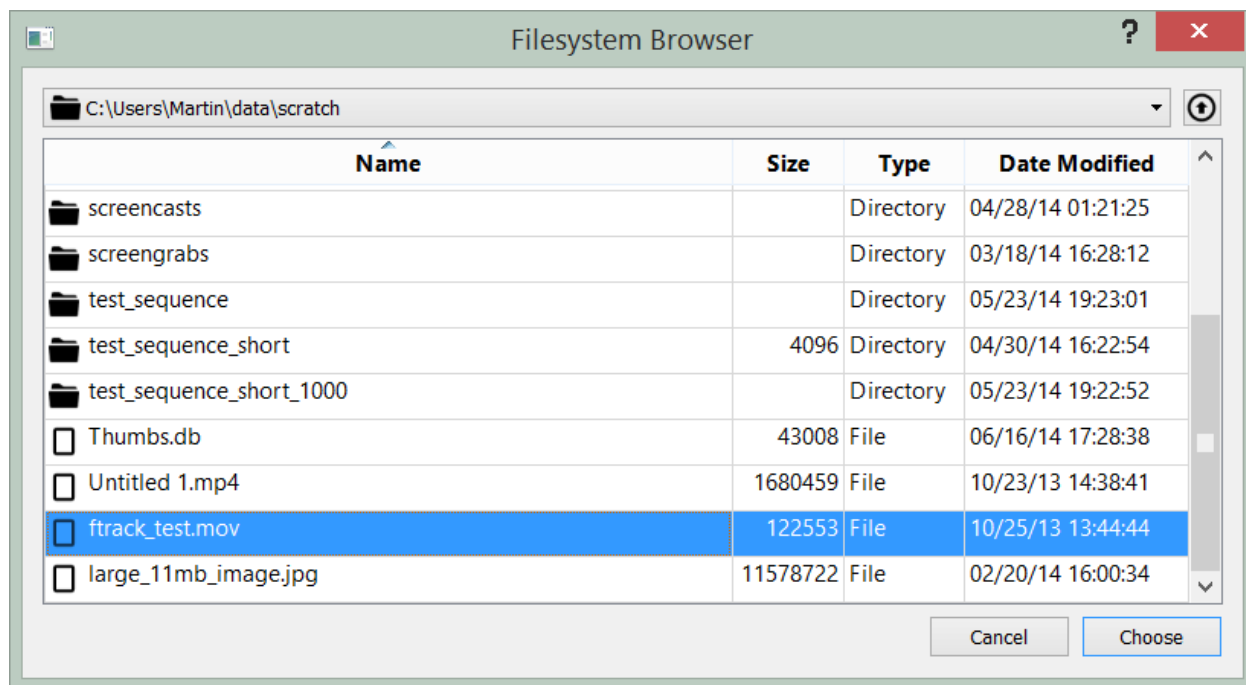 Filesystem Browser ?
C:\Users\Martin\data\scratch
Name Size Type Date Modified
screencasts Directory 04/28/14 01:21:25
screengrabs Directory 03/18/14 16:28:12
test_sequence Directory 05/23/14 19:23:01
test_sequence_short 4096 Directory 04/30/14 16:22:54
test_sequence_short_1000 Directory 05/23/14 19:22:52
Thumbs.db 43008 File 06/16/14 17:28:38
Untitled 1.mp4 1680459 File 10/23/13 14:38:41
ftrack_test.mov 122553 File 10/25/13 13:44:44
large_11mb_image.jpg 11578722 File 02/20/14 16:00:34
Cancel Choose